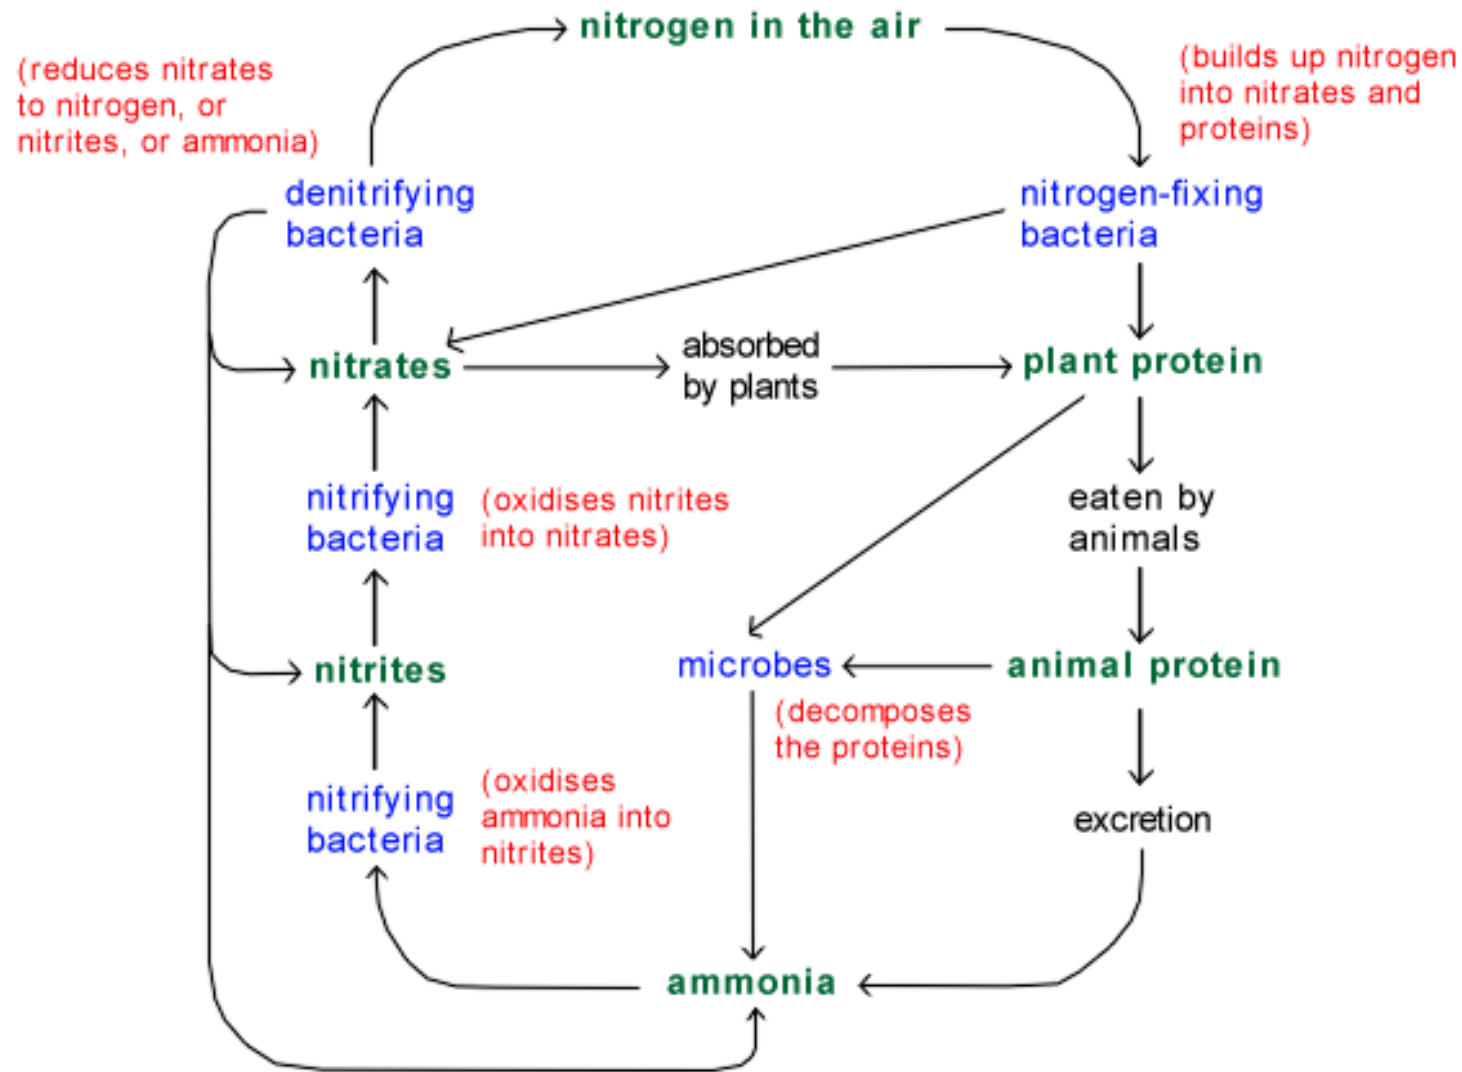 nitrogen in the air
(reduces nitrates
to nitrogen, or
nitrites, or ammonia)
(builds up nitrogen
into nitrates and
proteins)
denitrifying
bacteria
nitrogen-fixing
bacteria
nitrates
absorbed
by plants
plant protein
nitrifying
bacteria
(oxidises nitrites
into nitrates)
eaten by
animals
nitrites
microbes
animal protein
(decomposes
the proteins)
nitrifying
bacteria
(oxidises
ammonia into
nitrites)
excretion
ammonia